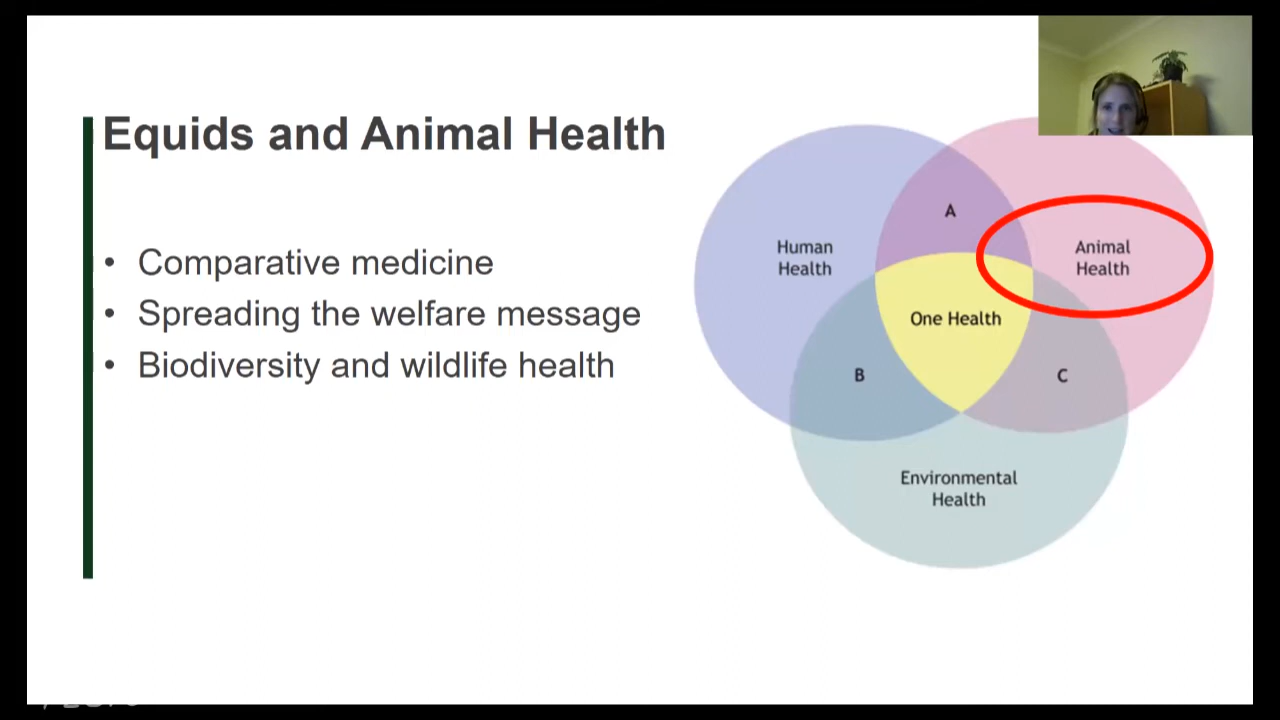 Equids and Animal Health
• Comparative medicine
• Spreading the welfare message
• Biodiversity and wildlife health
A
Human
Health
Animal
Health
One Health
B
C
Environmental
Health